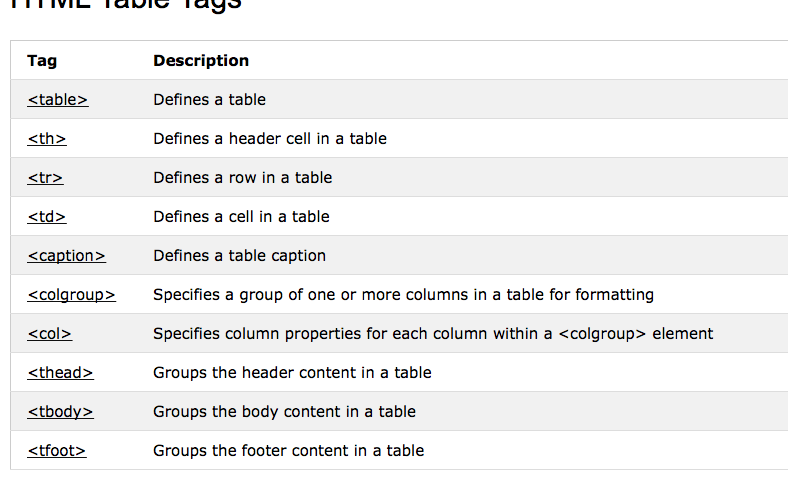 HTML Table Tags
Tag Description
<table> Defines a table
<th> Defines a header cell in a table
<tr> Defines a row in a table
<td> Defines a cell in a table
<caption> Defines a table caption
<colgroup> Specifies a group of one or more columns in a table for formatting
<col> Specifies column properties for each column within a <colgroup> element
<thead> Groups the header content in a table
<tbody> Groups the body content in a table
<tfoot> Groups the footer content in a table